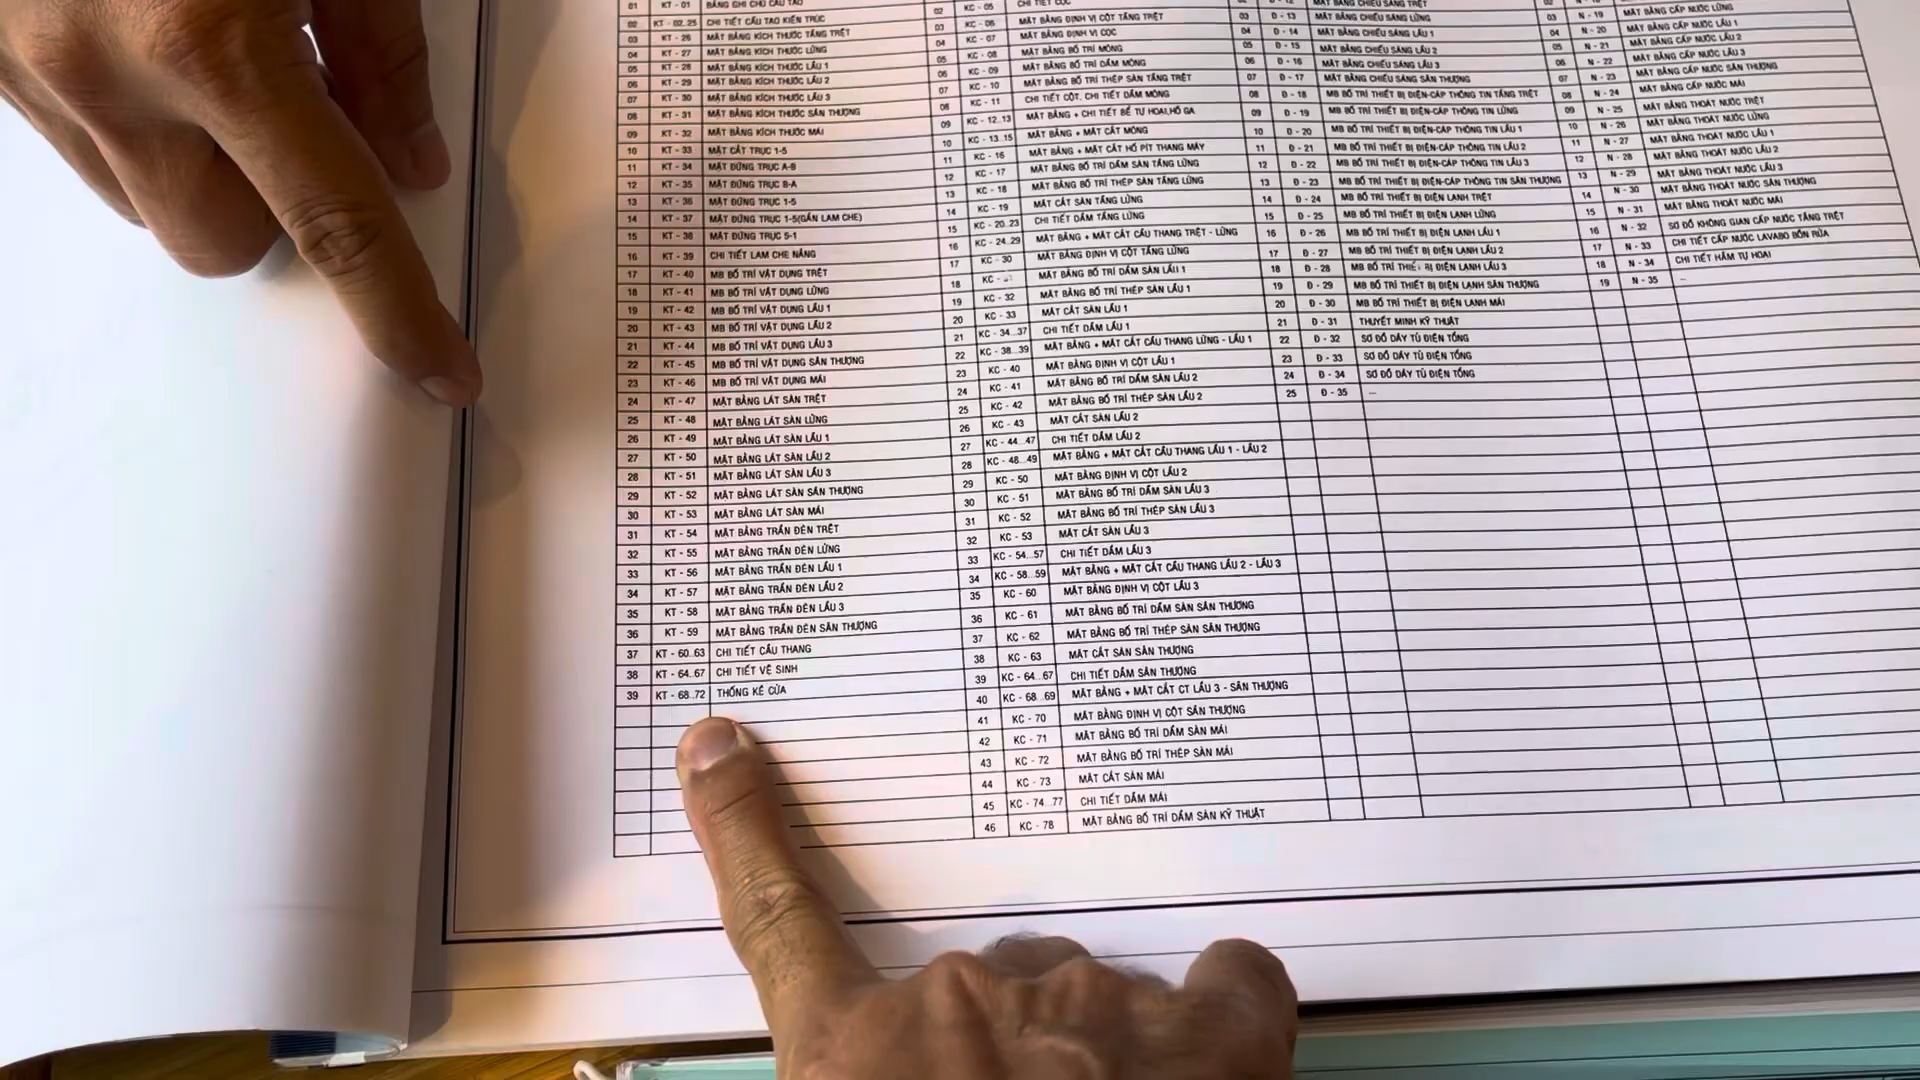 01 KT - 01 BẢNG GHI CHÚ CẤU TẠO
02 KT - 02..25 CHI TIẾT CẤU TẠO KIẾN TRÚC
03 KT - 26 MẶT BẰNG KÍCH THƯỚC TẦNG TRỆT
04 KT - 27 MẶT BẰNG KÍCH THƯỚC LỬNG
05 KT - 28 MẶT BẰNG KÍCH THƯỚC LẦU 1
06 KT - 29 MẶT BẰNG KÍCH THƯỚC LẦU 2
07 KT - 30 MẶT BẰNG KÍCH THƯỚC LẦU 3
08 KT - 31 MẶT BẰNG KÍCH THƯỚC SÂN THƯỢNG
09 KT - 32 MẶT BẰNG KÍCH THƯỚC MÁI
10 KT - 33 MẶT CẮT TRỤC 1-5
11 KT - 34 MẶT ĐỨNG TRỤC A-B
12 KT - 35 MẶT ĐỨNG TRỤC B-A
13 KT - 36 MẶT ĐỨNG TRỤC 1-5
14 KT - 37 MẶT ĐỨNG TRỤC 1-5(GẮN LAM CHE)
15 KT - 38 MẶT ĐỨNG TRỤC 5-1
16 KT - 39 CHI TIẾT LAM CHE NẮNG
17 KT - 40 MB BỐ TRÍ VẬT DỤNG TRỆT
18 KT - 41 MB BỐ TRÍ VẬT DỤNG LỬNG
19 KT - 42 MB BỐ TRÍ VẬT DỤNG LẦU 1
20 KT - 43 MB BỐ TRÍ VẬT DỤNG LẦU 2
21 KT - 44 MB BỐ TRÍ VẬT DỤNG LẦU 3
22 KT - 45 MB BỐ TRÍ VẬT DỤNG SÂN THƯỢNG
23 KT - 46 MB BỐ TRÍ VẬT DỤNG MÁI
24 KT - 47 MẶT BẰNG LÁT SÀN TRỆT
25 KT - 48 MẶT BẰNG LÁT SÀN LỬNG
26 KT - 49 MẶT BẰNG LÁT SÀN LẦU 1
27 KT - 50 MẶT BẰNG LÁT SÀN LẦU 2
28 KT - 51 MẶT BẰNG LÁT SÀN LẦU 3
29 KT - 52 MẶT BẰNG LÁT SÀN SÂN THƯỢNG
30 KT - 53 MẶT BẰNG LÁT SÀN MÁI
31 KT - 54 MẶT BẰNG TRẦN ĐÈN TRỆT
32 KT - 55 MẶT BẰNG TRẦN ĐÈN LỬNG
33 KT - 56 MẶT BẰNG TRẦN ĐÈN LẦU 1
34 KT - 57 MẶT BẰNG TRẦN ĐÈN LẦU 2
35 KT - 58 MẶT BẰNG TRẦN ĐÈN LẦU 3
36 KT - 59 MẶT BẰNG TRẦN ĐÈN SÂN THƯỢNG
37 KT - 60..63 CHI TIẾT CẦU THANG
38 KT - 64..67 CHI TIẾT VỆ SINH
39 KT - 68..72 THỐNG KÊ CỬA
02 KC - 05 CHI TIẾT CỌC
03 KC - 06 MẶT BẰNG ĐỊNH VỊ CỘT TẦNG TRỆT
04 KC - 07 MẶT BẰNG ĐỊNH VỊ CỌC
05 KC - 08 MẶT BẰNG BỐ TRÍ MÓNG
06 KC - 09 MẶT BẰNG BỐ TRÍ DẦM MÓNG
07 KC - 10 MẶT BẰNG BỐ TRÍ THÉP SÀN TẦNG TRỆT
08 KC - 11 CHI TIẾT CỘT, CHI TIẾT DẦM MÓNG
09 KC - 12..13 MẶT BẰNG + CHI TIẾT BỂ TỰ HOẠI,HỐ GA
10 KC - 13..15 MẶT BẰNG + MẶT CẮT MÓNG
11 KC - 16 MẶT BẰNG + MẶT CẮT HỐ PÍT THANG MÁY
12 KC - 17 MẶT BẰNG BỐ TRÍ DẦM SÀN TẦNG LỬNG
13 KC - 18 MẶT BẰNG BỐ TRÍ THÉP SÀN TẦNG LỬNG
14 KC - 19 MẶT CẮT SÀN TẦNG LỬNG
15 KC - 20..23 CHI TIẾT DẦM TẦNG LỬNG
16 KC - 24..29 MẶT BẰNG + MẶT CẮT CẦU THANG TRỆT - LỬNG
17 KC - 30 MẶT BẰNG ĐỊNH VỊ CỘT TẦNG LỬNG
18 KC - MẶT BẰNG BỐ TRÍ DẦM SÀN LẦU 1
19 KC - 32 MẶT BẰNG BỐ TRÍ THÉP SÀN LẦU 1
20 KC - 33 MẶT CẮT SÀN LẦU 1
21 KC - 34..37 CHI TIẾT DẦM LẦU 1
22 KC - 38..39 MẶT BẰNG + MẶT CẮT CẦU THANG LỬNG - LẦU 1
23 KC - 40 MẶT BẰNG ĐỊNH VỊ CỘT LẦU 1
24 KC - 41 MẶT BẰNG BỐ TRÍ DẦM SÀN LẦU 2
25 KC - 42 MẶT BẰNG BỐ TRÍ THÉP SÀN LẦU 2
26 KC - 43 MẶT CẮT SÀN LẦU 2
27 KC - 44..47 CHI TIẾT DẦM LẦU 2
28 KC - 48..49 MẶT BẰNG + MẶT CẮT CẦU THANG LẦU 1 - LẦU 2
29 KC - 50 MẶT BẰNG ĐỊNH VỊ CỘT LẦU 2
30 KC - 51 MẶT BẰNG BỐ TRÍ DẦM SÀN LẦU 3
31 KC - 52 MẶT BẰNG BỐ TRÍ THÉP SÀN LẦU 3
32 KC - 53 MẶT CẮT SÀN LẦU 3
33 KC - 54..57 CHI TIẾT DẦM LẦU 3
34 KC - 58..59 MẶT BẰNG + MẶT CẮT CẦU THANG LẦU 2 - LẦU 3
35 KC - 60 MẶT BẰNG ĐỊNH VỊ CỘT LẦU 3
36 KC - 61 MẶT BẰNG BỐ TRÍ DẦM SÀN SÂN THƯỢNG
37 KC - 62 MẶT BẰNG BỐ TRÍ THÉP SÀN SÂN THƯỢNG
38 KC - 63 MẶT CẮT SÀN SÂN THƯỢNG
39 KC - 64..67 CHI TIẾT DẦM SÂN THƯỢNG
40 KC - 68..69 MẶT BẰNG + MẶT CẮT CT LẦU 3 - SÂN THƯỢNG
41 KC - 70 MẶT BẰNG ĐỊNH VỊ CỘT SÂN THƯỢNG
42 KC - 71 MẶT BẰNG BỐ TRÍ DẦM SÀN MÁI
43 KC - 72 MẶT BẰNG BỐ TRÍ THÉP SÀN MÁI
44 KC - 73 MẶT CẮT SÀN MÁI
45 KC - 74..77 CHI TIẾT DẦM MÁI
46 KC - 78 MẶT BẰNG BỐ TRÍ DẦM SÀN KỸ THUẬT
Đ - 12 MẶT BẰNG CHIẾU SÁNG TRỆT
03 Đ - 13 MẶT BẰNG CHIẾU SÁNG LỬNG
04 Đ - 14 MẶT BẰNG CHIẾU SÁNG LẦU 1
05 Đ - 15 MẶT BẰNG CHIẾU SÁNG LẦU 2
06 Đ - 16 MẶT BẰNG CHIẾU SÁNG LẦU 3
07 Đ - 17 MẶT BẰNG CHIẾU SÁNG SÂN THƯỢNG
08 Đ - 18 MB BỐ TRÍ THIẾT BỊ ĐIỆN-CÁP THÔNG TIN TẦNG TRỆT
09 Đ - 19 MB BỐ TRÍ THIẾT BỊ ĐIỆN-CÁP THÔNG TIN LỬNG
10 Đ - 20 MB BỐ TRÍ THIẾT BỊ ĐIỆN-CÁP THÔNG TIN LẦU 1
11 Đ - 21 MB BỐ TRÍ THIẾT BỊ ĐIỆN-CÁP THÔNG TIN LẦU 2
12 Đ - 22 MB BỐ TRÍ THIẾT BỊ ĐIỆN-CÁP THÔNG TIN LẦU 3
13 Đ - 23 MB BỐ TRÍ THIẾT BỊ ĐIỆN-CÁP THÔNG TIN SÂN THƯỢNG
14 Đ - 24 MB BỐ TRÍ THIẾT BỊ ĐIỆN LẠNH TRỆT
15 Đ - 25 MB BỐ TRÍ THIẾT BỊ ĐIỆN LẠNH LỬNG
16 Đ - 26 MB BỐ TRÍ THIẾT BỊ ĐIỆN LẠNH LẦU 1
17 Đ - 27 MB BỐ TRÍ THIẾT BỊ ĐIỆN LẠNH LẦU 2
18 Đ - 28 MB BỐ TRÍ THIẾT BỊ ĐIỆN LẠNH LẦU 3
19 Đ - 29 MB BỐ TRÍ THIẾT BỊ ĐIỆN LẠNH SÂN THƯỢNG
20 Đ - 30 MB BỐ TRÍ THIẾT BỊ ĐIỆN LẠNH MÁI
21 Đ - 31 THUYẾT MINH KỸ THUẬT
22 Đ - 32 SƠ ĐỒ DÂY TỦ ĐIỆN TỔNG
23 Đ - 33 SƠ ĐỒ DÂY TỦ ĐIỆN TỔNG
24 Đ - 34 SƠ ĐỒ DÂY TỦ ĐIỆN TỔNG
25 Đ - 35 ...
MẶT BẰNG CẤP NƯỚC LỬNG
03 N - 19 MẶT BẰNG CẤP NƯỚC LẦU 1
04 N - 20 MẶT BẰNG CẤP NƯỚC LẦU 2
05 N - 21 MẶT BẰNG CẤP NƯỚC LẦU 3
06 N - 22 MẶT BẰNG CẤP NƯỚC SÂN THƯỢNG
07 N - 23 MẶT BẰNG CẤP NƯỚC MÁI
08 N - 24 MẶT BẰNG THOÁT NƯỚC TRỆT
09 N - 25 MẶT BẰNG THOÁT NƯỚC LỬNG
10 N - 26 MẶT BẰNG THOÁT NƯỚC LẦU 1
11 N - 27 MẶT BẰNG THOÁT NƯỚC LẦU 2
12 N - 28 MẶT BẰNG THOÁT NƯỚC LẦU 3
13 N - 29 MẶT BẰNG THOÁT NƯỚC SÂN THƯỢNG
14 N - 30 MẶT BẰNG THOÁT NƯỚC MÁI
15 N - 31 SƠ ĐỒ KHÔNG GIAN CẤP NƯỚC TẦNG TRỆT
16 N - 32 CHI TIẾT CẤP NƯỚC LAVABO BỒN RỬA
17 N - 33 CHI TIẾT HẦM TỰ HOẠI
18 N - 34 ...
19 N - 35